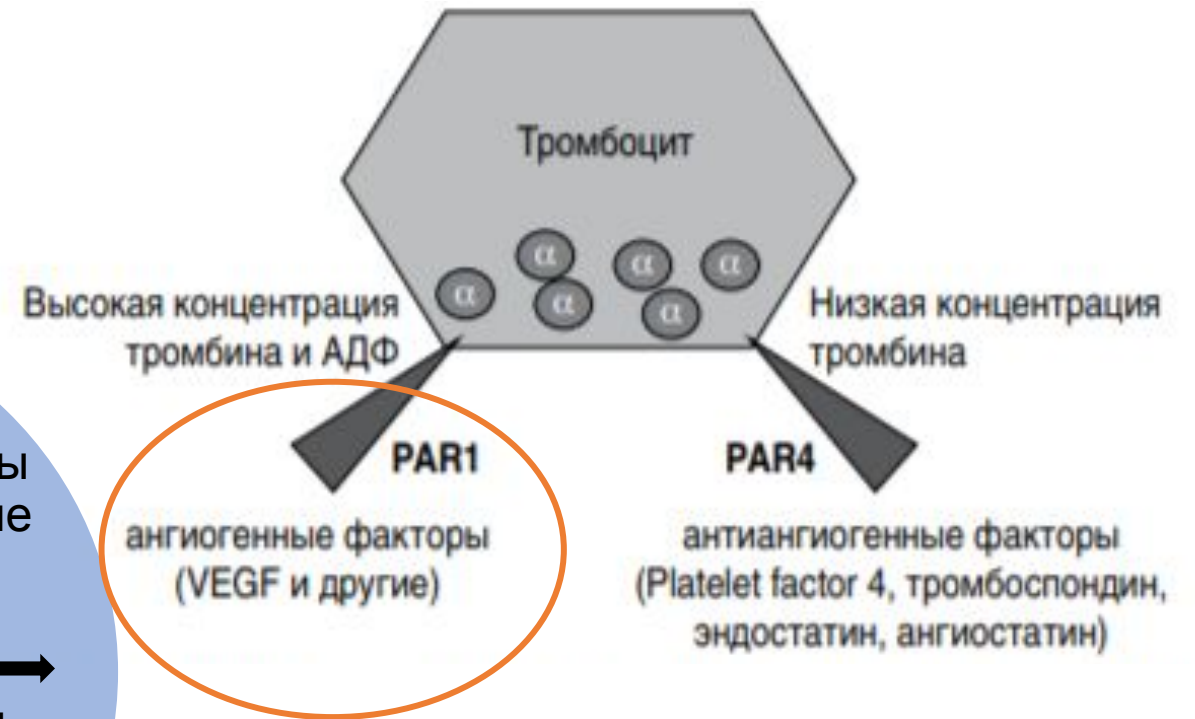 Тромбоцит
α
α
α
α
α
α
Высокая концентрация
тромбина и АДФ
Низкая концентрация
тромбина
PAR1
PAR4
ангиогенные факторы
(VEGF и другие)
антиангиогенные факторы
(Platelet factor 4, тромбоспондин,
эндостатин, ангиостатин)